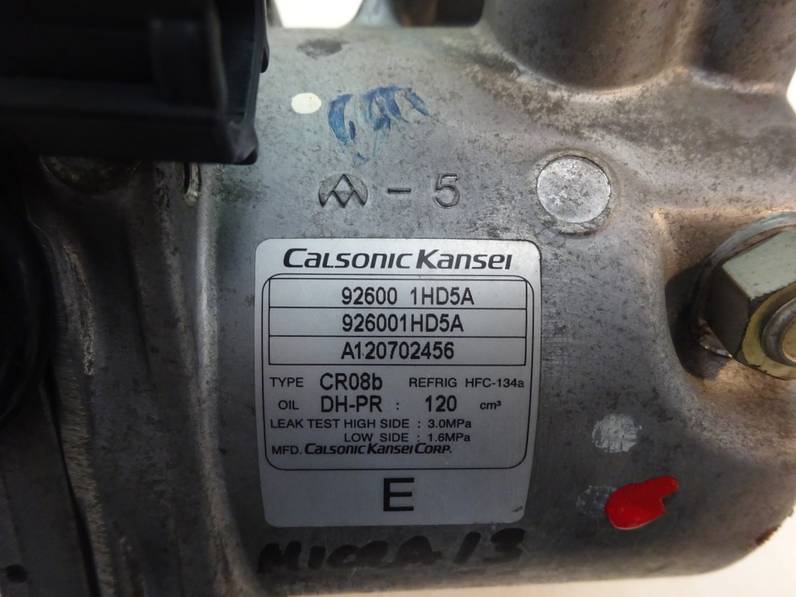 - 5
Calsonic Kansei
92600 1HD5A
926001HD5A
A120702456
TYPE CR08b REFRIG HFC-134a
OIL DH-PR : 120 cm³
LEAK TEST HIGH SIDE : 3.0MPa
LOW SIDE : 1.6MPa
MFD. Calsonic Kansei Corp.
E
MICRA 13